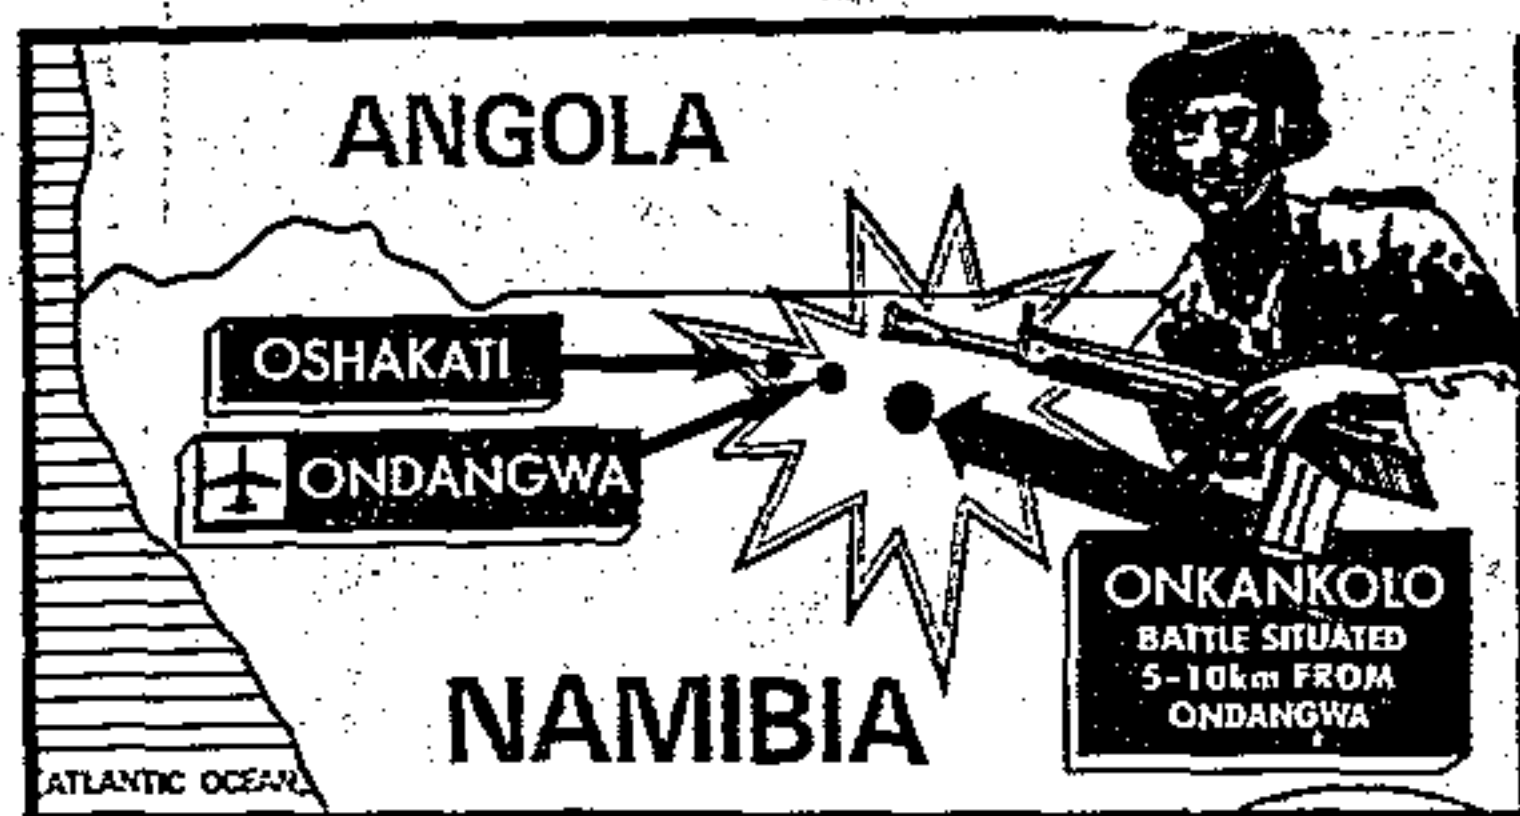 ANGOLA
OSHAKATI
ONDANGWA
ONKANKOLO
BATTLE SITUATED
5-10km FROM
ONDANGWA
NAMIBIA
ATLANTIC OCEAN